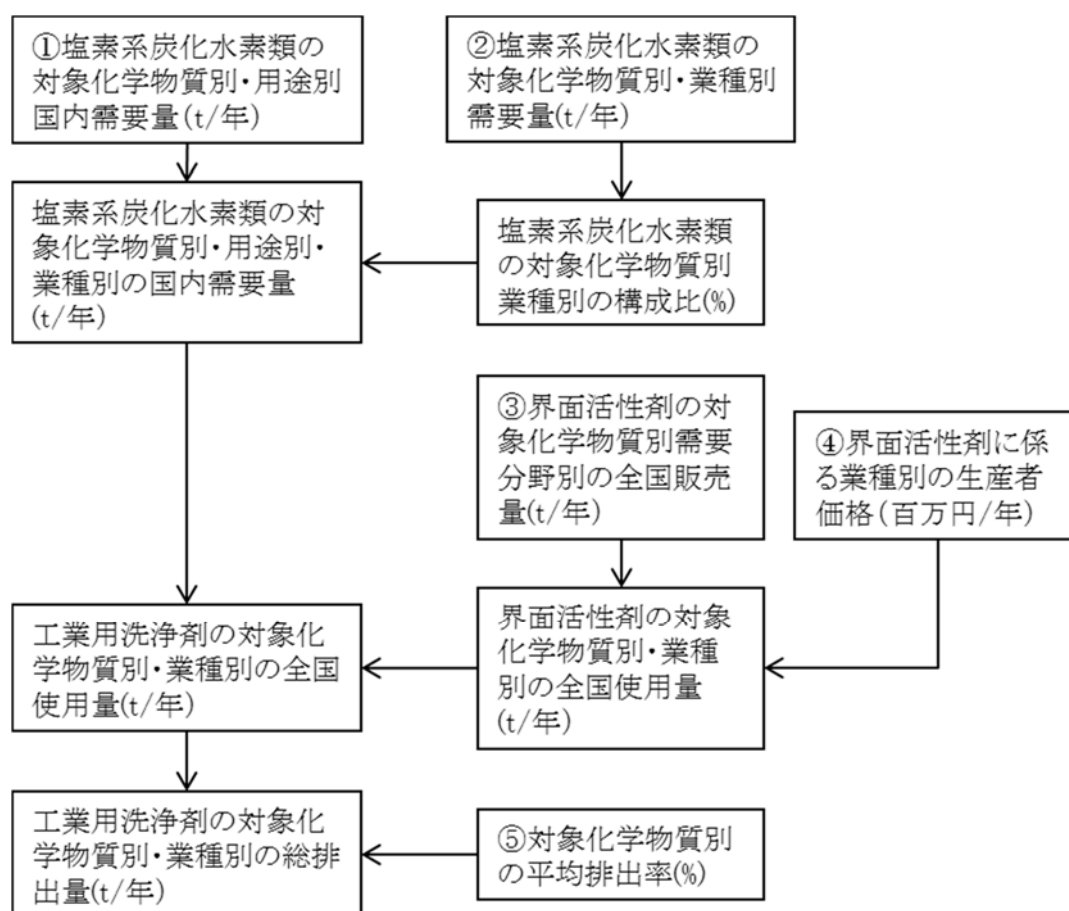 ①塩素系炭化水素類の
対象化学物質別・用途別
国内需要量(t/年)
②塩素系炭化水素類の
対象化学物質別・業種別
需要量(t/年)
塩素系炭化水素類の対
象化学物質別・用途別・
業種別の国内需要量
(t/年)
塩素系炭化水素類
の対象化学物質別
業種別の構成比(%)
③界面活性剤の対
象化学物質別需要
分野別の全国販売
量(t/年)
④界面活性剤に係
る業種別の生産者
価格(百万円/年)
工業用洗浄剤の対象化
学物質別・業種別の全国
使用量(t/年)
界面活性剤の対象
化学物質別・業種
別の全国使用量
(t/年)
工業用洗浄剤の対象化
学物質別・業種別の総排
出量(t/年)
⑤対象化学物質別
の平均排出率(%)